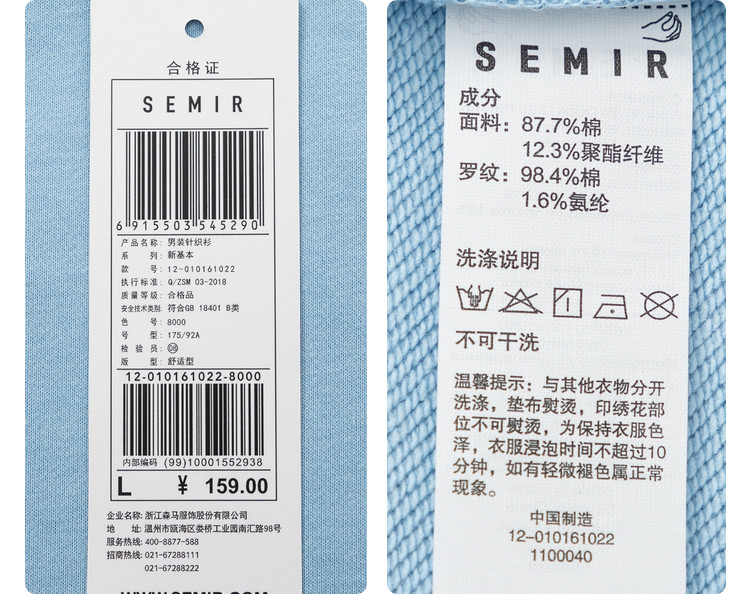 合格证
SEMIR
6 915503 545290
产品名称: 男装针织衫
系 列: 新基本
款 号: 12-010161022
执行标准: Q/ZSM 03-2018
质量等级: 合格品
安全技术类别: 符合GB 18401 B类
色 号: 8000
号 型: 175/92A
检 验 员: 06
版 型: 舒适型
12-010161022-8000
内部编码 (99)10001552938
L ¥ 159.00
企业名称: 浙江森马服饰股份有限公司
地 址: 温州市瓯海区娄桥工业园南汇路98号
服务热线: 400-8877-588
招商热线: 021-67288111
021-67288222
WWW.SEMIR.COM
SEMIR
成分
面料: 87.7%棉
12.3%聚酯纤维
罗纹: 98.4%棉
1.6%氨纶
洗涤说明
不可干洗
温馨提示: 与其他衣物分开
洗涤, 垫布熨烫, 印绣花部
位不可熨烫, 为保持衣服色
泽, 衣服浸泡时间不超过10
分钟, 如有轻微褪色属正常
现象。
中国制造
12-010161022
1100040